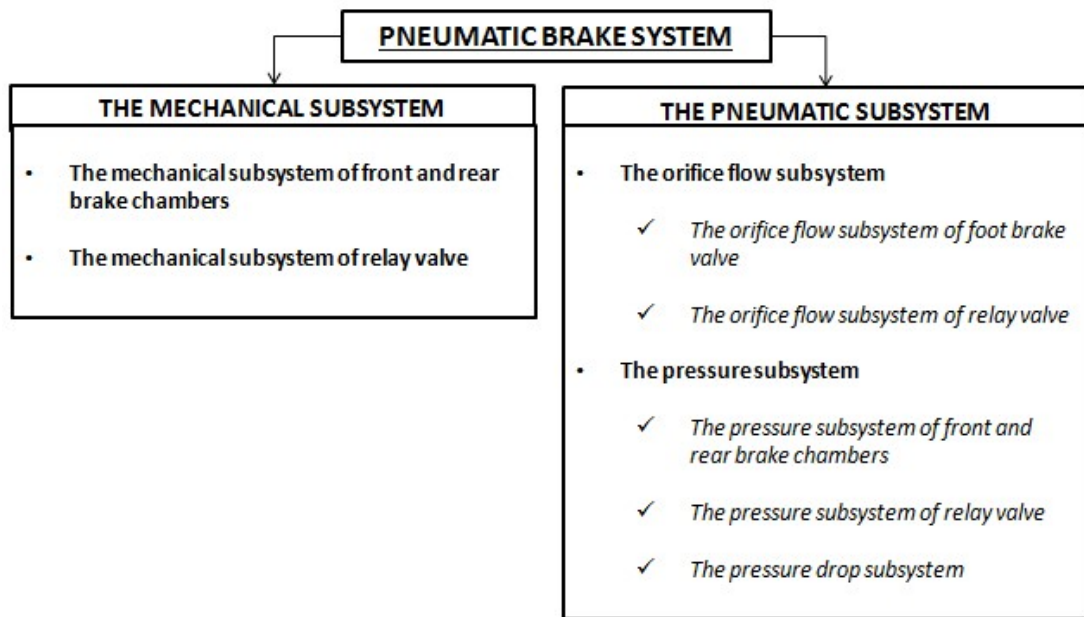 PNEUMATIC BRAKE SYSTEM
THE MECHANICAL SUBSYSTEM
• The mechanical subsystem of front and rear
brake chambers
• The mechanical subsystem of relay valve
THE PNEUMATIC SUBSYSTEM
• The orifice flow subsystem
✓ The orifice flow subsystem of foot brake
valve
✓ The orifice flow subsystem of relay valve
• The pressure subsystem
✓ The pressure subsystem of front and
rear brake chambers
✓ The pressure subsystem of relay valve
✓ The pressure drop subsystem